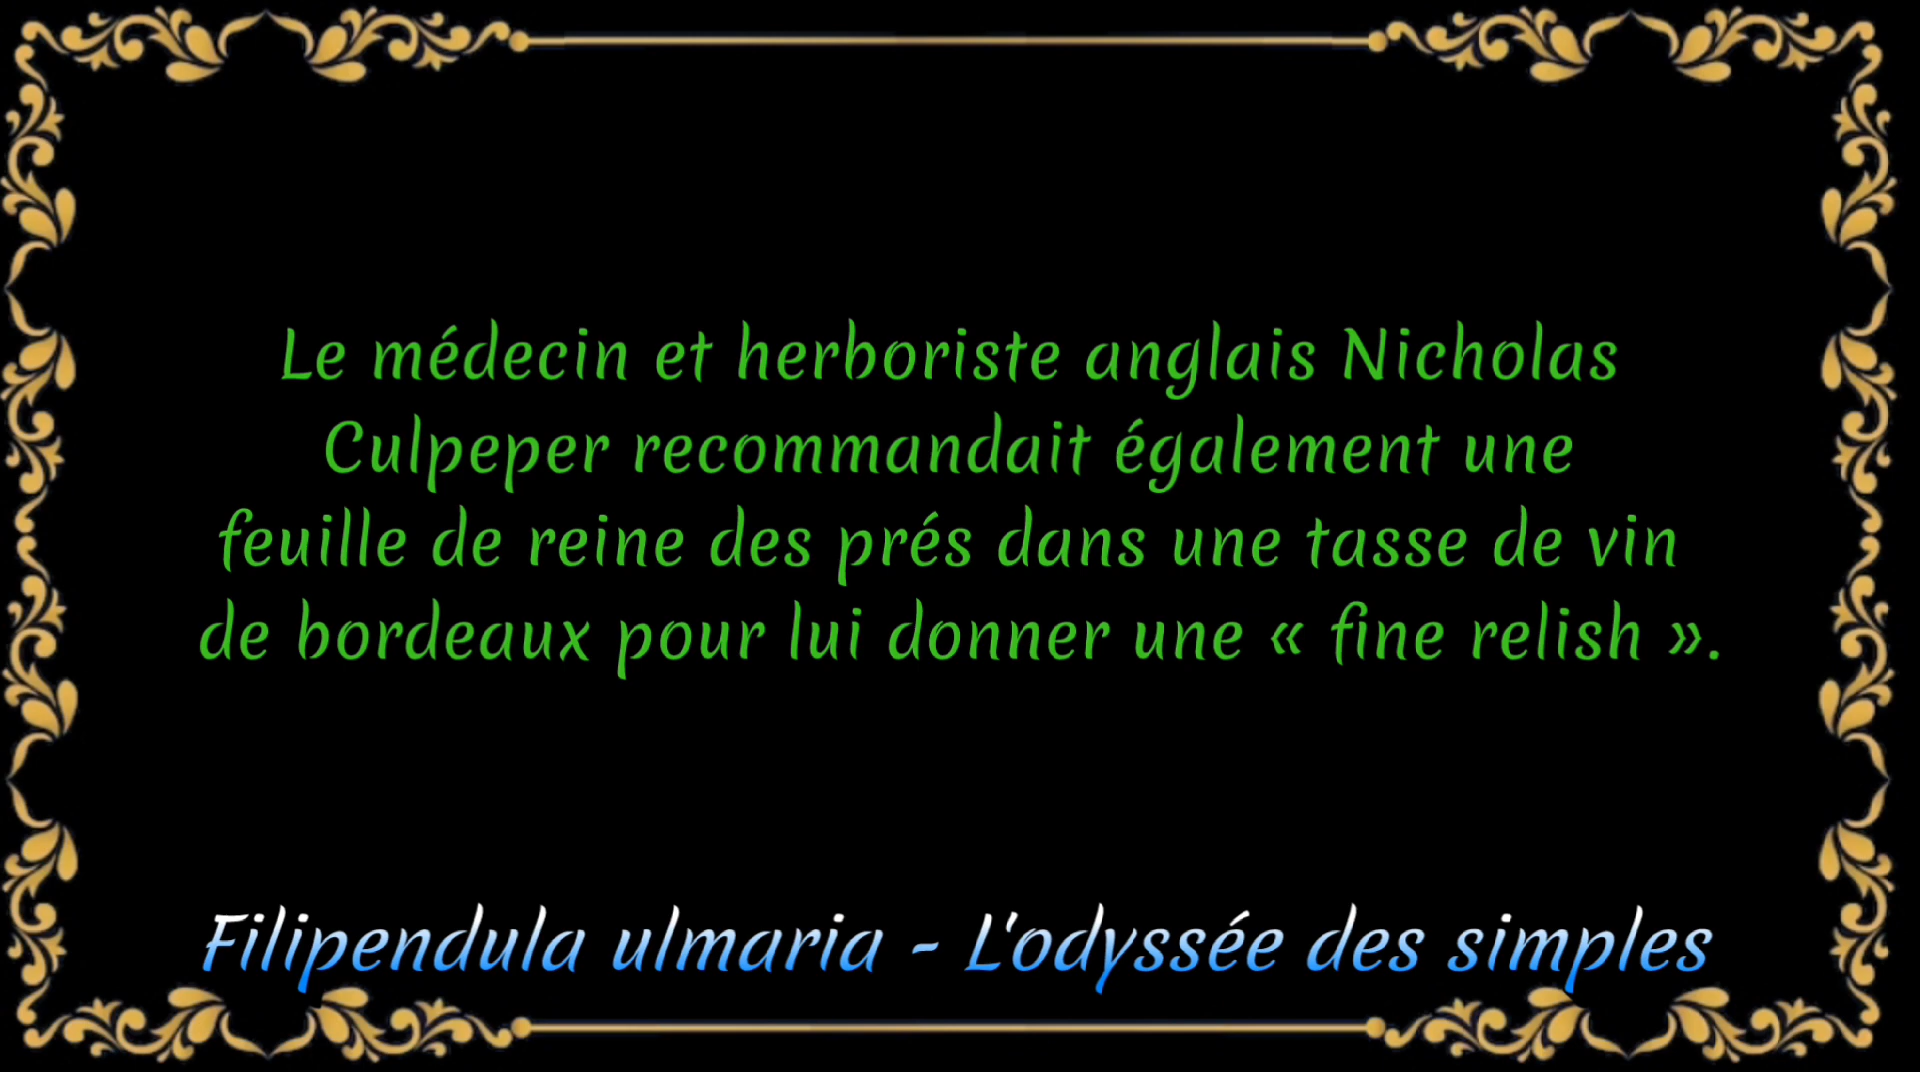 Le médecin et herboriste anglais Nicholas
Culpeper recommandait également une
feuille de reine des prés dans une tasse de vin
de bordeaux pour lui donner une « fine relish ».
Filipendula ulmaria - L'odyssée des simples